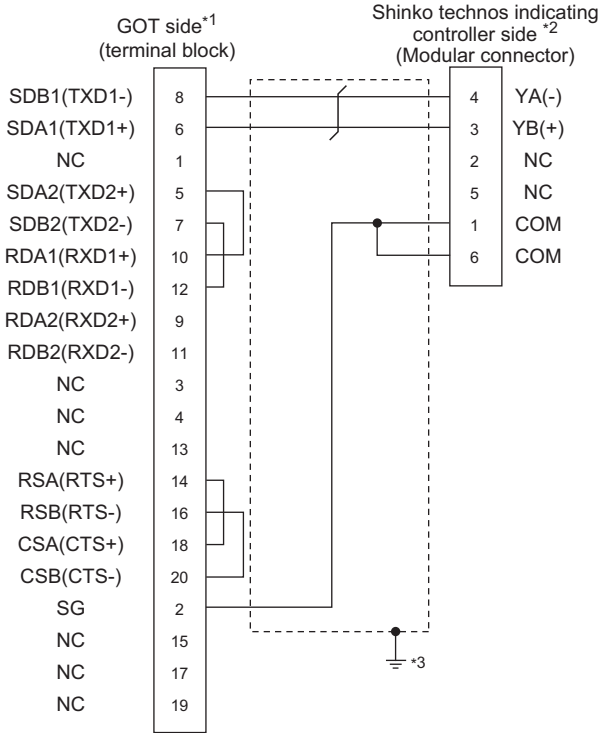 GOT side*1
(terminal block)
Shinko technos indicating
controller side *2
(Modular connector)
SDB1(TXD1-) 8 4 YA(-)
SDA1(TXD1+) 6 3 YB(+)
NC 1 2 NC
SDA2(TXD2+) 5 5 NC
SDB2(TXD2-) 7 1 COM
RDA1(RXD1+) 10 6 COM
RDB1(RXD1-) 12
RDA2(RXD2+) 9
RDB2(RXD2-) 11
NC 3
NC 4
NC 13
RSA(RTS+) 14
RSB(RTS-) 16
CSA(CTS+) 18
CSB(CTS-) 20
SG 2
NC 15
NC 17
NC 19
*3